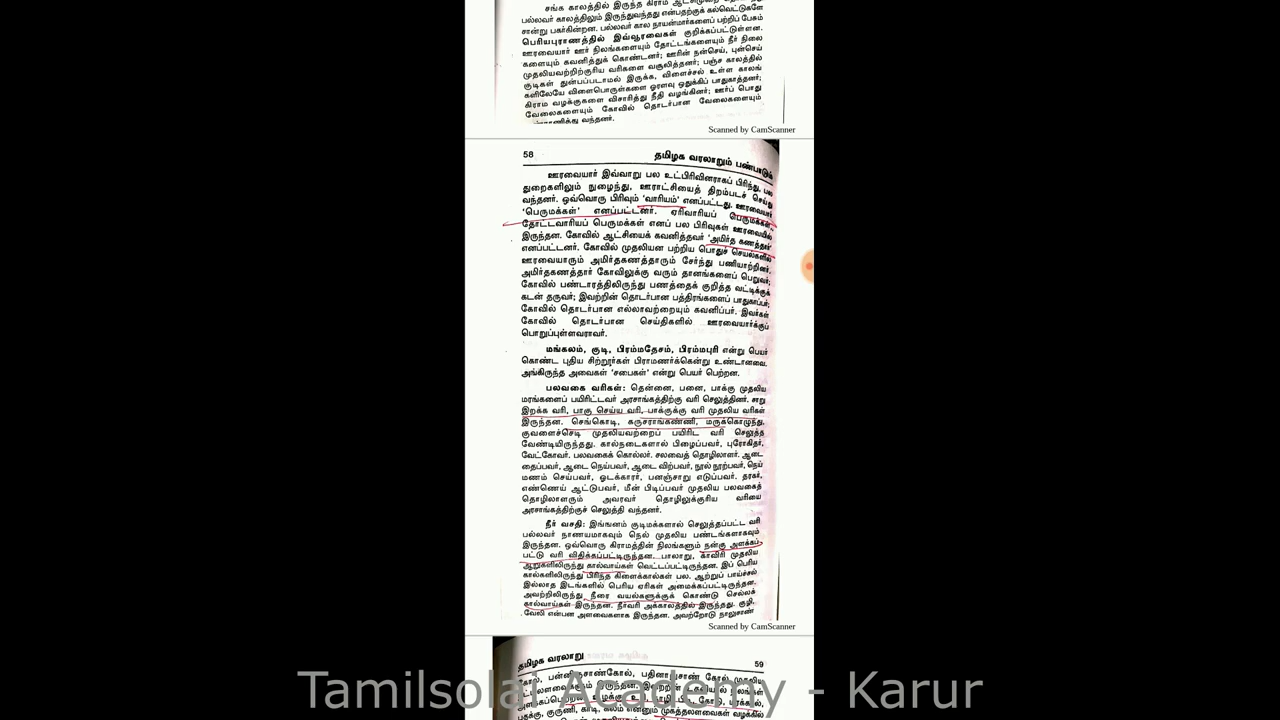 சங்க காலத்தில் இருந்த கிராம
பல்லவர் காலத்திலும் இருந்துவந்தது என்பதற்குக் கல்வெட்டுகளே
சான்று பகர்கின்றன. பல்லவர் கால நாயன்மார்களைப் பற்றிப் பேசும்
பெரியபுராணத்தில் இவ்வூரவைகள் குறிக்கப்பட்டுள்ளன.
ஊரவையார் ஊர் நிலங்களையும் தோட்டங்களையும் நீர் நிலை
களையும் கவனித்துக் கொண்டனர்; ஊரின் நன்செய், புன்செய்
முதலியவற்றிற்குரிய வரிகளை வசூலித்தனர்; பஞ்ச காலத்தில்
குடிகள் துன்பப்படாமல் இருக்க, விளைச்சல் உள்ள காலங்
களிலேயே விளைபொருள்களை ஓரளவு ஒதுக்கிப் பாதுகாத்தனர்;
கிராம வழக்குகளை விசாரித்து நீதி வழங்கினர்; ஊர்ப் பொது
வேலைகளையும் கோவில் தொடர்பான வேலைகளையும்
வந்தனர்.
Scanned by CamScanner
58 தமிழக வரலாறும் பண்பாடும்
ஊரவையார் இவ்வாறு பல உட்பிரிவினராகப் பிரிந்து, பல
துறைகளிலும் நுழைந்து, ஊராட்சியைத் திறம்படச் செய்து
வந்தனர். ஒவ்வொரு பிரிவும் 'வாரியம்' எனப்பட்டது. ஊரவையார்
'பெருமக்கள்' எனப்பட்டனர். ஏரிவாரியப் பெருமக்கள்,
தோட்டவாரியப் பெருமக்கள் எனப் பல பிரிவுகள் ஊரவையில்
இருந்தன. கோவில் ஆட்சியைக் கவனித்தவர் 'அமிர்த கணத்தார்'
எனப்பட்டனர். கோவில் முதலியன பற்றிய பொதுச் செயல்களில்
ஊரவையாரும் அமிர்தகணத்தாரும் சேர்ந்து பணியாற்றினர்.
அமிர்தகணத்தார் கோவிலுக்கு வரும் தானங்களைப் பெறுவர்;
கோவில் பண்டாரத்திலிருந்து பணத்தைக் குறித்த வட்டிக்குக்
கடன் தருவர்; இவற்றின் தொடர்பான பத்திரங்களைப் பாதுகாப்பர்;
கோவில் தொடர்பான எல்லாவற்றையும் கவனிப்பர். இவர்கள்
கோவில் தொடர்பான செய்திகளில் ஊரவையார்க்குப்
பொறுப்புள்ளவராவர்.
மங்கலம், குடி, பிரம்மதேசம், பிரம்மபுரி என்று பெயர்
கொண்ட புதிய சிற்றூர்கள் பிராமணர்க்கென்று உண்டானவை.
அங்கிருந்த அவைகள் 'சபைகள்' என்று பெயர் பெற்றன.
பலவகை வரிகள்: தென்னை, பனை, பாக்கு முதலிய
மரங்களைப் பயிரிட்டவர் அரசாங்கத்திற்கு வரி செலுத்தினர். சாறு
இறக்க வரி, பாகு செய்ய வரி, பாக்குக்கு வரி முதலிய வரிகள்
இருந்தன. செங்கொடி, கருசராங்கண்ணி, மருக்கொழுந்து,
குவளைச்செடி முதலியவற்றைப் பயிரிட வரி செலுத்த
வேண்டியிருந்தது. கால்நடைகளால் பிழைப்பவர், புரோகிதர்,
வேட்கோவர், பலவகைக் கொல்லர், சலவைத் தொழிலாளர், ஆடை
தைப்பவர், ஆடை நெய்பவர், ஆடை விற்பவர், நூல் நூற்பவர், நெய்
மணம் செய்பவர், ஓடக்காரர், பனஞ்சாறு எடுப்பவர், தரகர்,
எண்ணெய் ஆட்டுபவர், மீன் பிடிப்பவர் முதலிய பலவகைத்
தொழிலாளரும் அவரவர் தொழிலுக்குரிய வரியை
அரசாங்கத்திற்குச் செலுத்தி வந்தனர்.
நீர் வசதி: இங்ஙனம் குடிமக்களால் செலுத்தப்பட்ட வரி
பல்லவர் நாணயமாகவும் நெல் முதலிய பண்டங்களாகவும்
இருந்தன. ஒவ்வொரு கிராமத்தின் நிலங்களும் நன்கு அளக்கப்
பட்டு வரி விதிக்கப்பட்டிருந்தன. பாலாறு, காவிரி முதலிய
ஆறுகளிலிருந்து கால்வாய்கள் வெட்டப்பட்டிருந்தன. இப் பெரிய
கால்களிலிருந்து பிரிந்த கிளைக்கால்கள் பல. ஆற்றுப் பாய்ச்சல்
இல்லாத இடங்களில் பெரிய ஏரிகள் அமைக்கப்பட்டிருந்தன.
அவற்றிலிருந்து நீரை வயல்களுக்குக் கொண்டு செல்லக்
கால்வாய்கள் இருந்தன. நீர்வரி அக்காலத்தில் இருந்தது. குழி,
வேலி என்பன அளவைகளாக இருந்தன. அவற்றோடு நாலுசாண்
Scanned by CamScanner
தமிழக வரலாறு 59
கோல், பன்னிருசாண்கோல், பதினாறுசாண் கோல் முதலிய
இருந்தன.
பதக்கு, குருணி, காடி, கலம் என்னும் முகத்தலளவைகள் வழக்கில்
Tamilsolai Academy - Karur